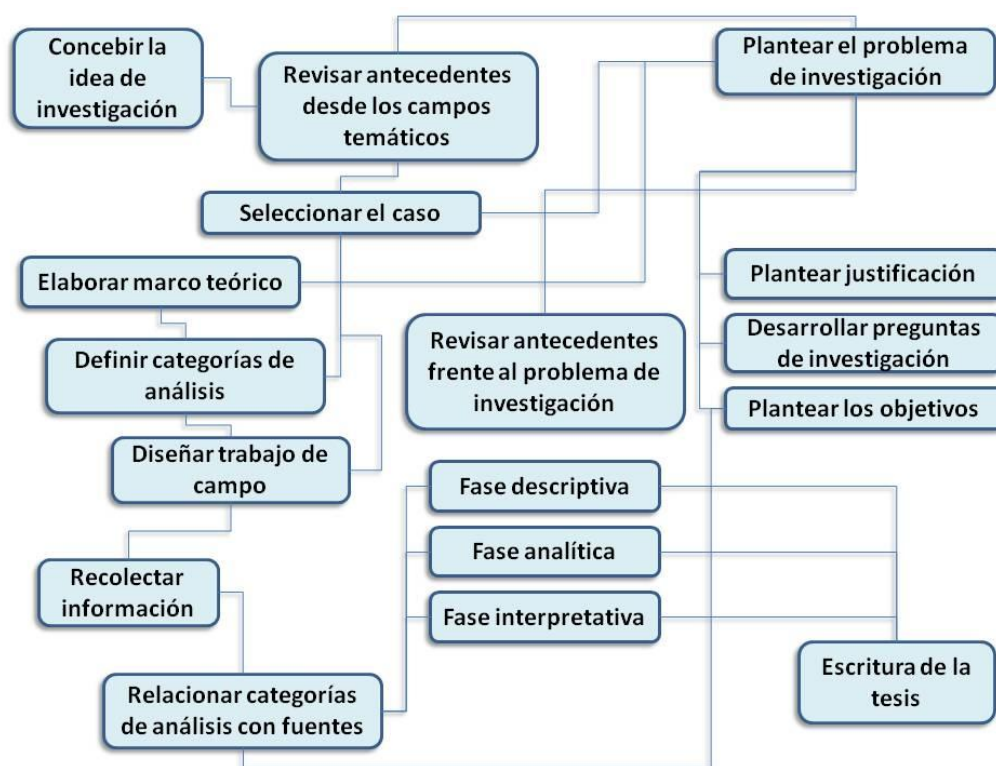 Concebir la
idea de
investigación
Revisar antecedentes
desde los campos
temáticos
Plantear el problema
de investigación
Seleccionar el caso
Elaborar marco teórico
Plantear justificación
Definir categorías de
análisis
Revisar antecedentes
frente al problema de
investigación
Desarrollar preguntas
de investigación
Plantear los objetivos
Diseñar trabajo de
campo
Fase descriptiva
Fase analítica
Recolectar
información
Fase interpretativa
Relacionar categorías
de análisis con fuentes
Escritura de la
tesis